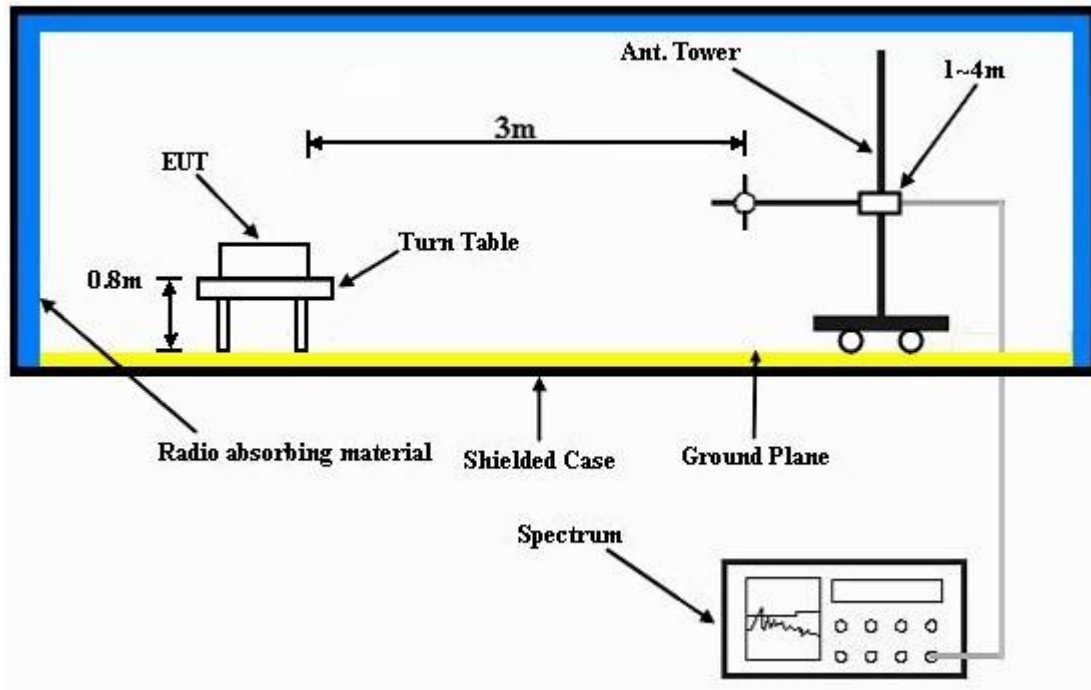 Ant. Tower
1~4m
3m
EUT
Turn Table
0.8m
Radio absorbing material
Shielded Case
Ground Plane
Spectrum